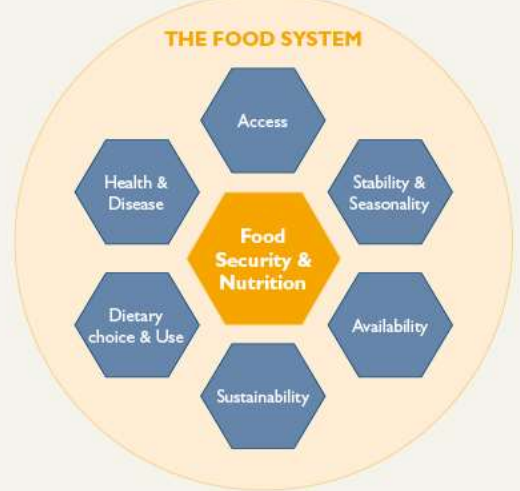 THE FOOD SYSTEM
Access
Health &
Disease
Stability &
Seasonality
Food
Security &
Nutrition
Dietary
choice & Use
Availability
Sustainability